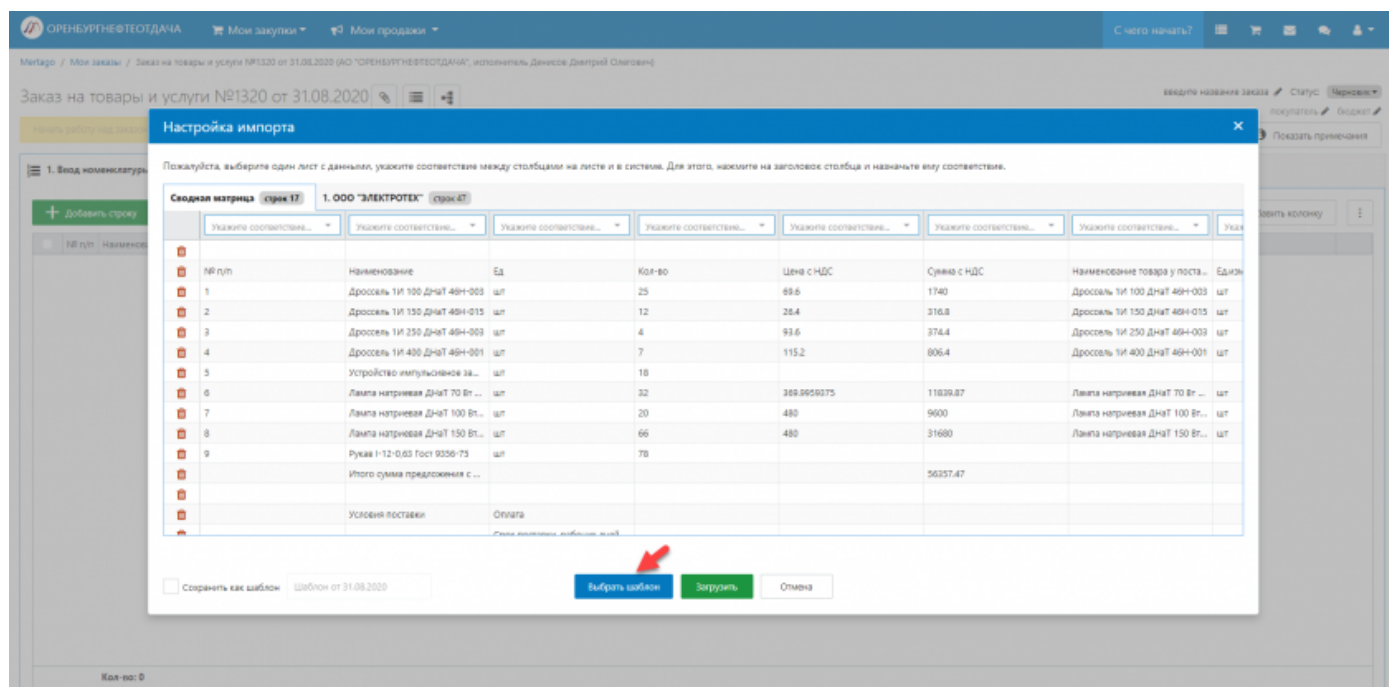 ОРЕНБУРГНЕФТЕОТДАЧА Мои закупки Мои продажи С чего начать?
Mertago / Мои заказы / Заказ на товары и услуги №1320 от 31.08.2020 (АО "ОРЕНБУРГНЕФТЕОТДАЧА", исполнитель Денисов Дмитрий Олегович)
Заказ на товары и услуги №1320 от 31.08.2020 введите название заказа Статус: Черновик
покупатель бюджет
Начать работу над заказом Показать примечания
Настройка импорта
1. Ввод номенклатуры
Пожалуйста, выберите один лист с данными, укажите соответствие между столбцами на листе и в системе. Для этого, нажмите на заголовок столбца и назначьте ему соответствие.
Сводная матрица строк 17 1. ООО "ЭЛЕКТРОТЕХ" строк 47
Добавить строку колонку
Укажите соответствие... Укажите соответствие... Укажите соответствие... Укажите соответствие... Укажите соответствие... Укажите соответствие... Укажите соответствие... Укаж
№ п/п Наименова
№ п/п Наименование Ед Кол-во Цена с НДС Сумма с НДС Наименование товара у поста... Ед.изм
1 Дроссель 1И 100 ДНаТ 46Н-003 шт 25 69.6 1740 Дроссель 1И 100 ДНаТ 46Н-003 шт
2 Дроссель 1И 150 ДНаТ 46Н-015 шт 12 26.4 316.8 Дроссель 1И 150 ДНаТ 46Н-015 шт
3 Дроссель 1И 250 ДНаТ 46Н-003 шт 4 93.6 374.4 Дроссель 1И 250 ДНаТ 46Н-003 шт
4 Дроссель 1И 400 ДНаТ 46Н-001 шт 7 115.2 806.4 Дроссель 1И 400 ДНаТ 46Н-001 шт
5 Устройство импульсивное за... шт 18
6 Лампа натриевая ДНаТ 70 Вт ... шт 32 369.9959375 11839.87 Лампа натриевая ДНаТ 70 Вт ... шт
7 Лампа натриевая ДНаТ 100 Вт... шт 20 480 9600 Лампа натриевая ДНаТ 100 Вт... шт
8 Лампа натриевая ДНаТ 150 Вт... шт 66 480 31680 Лампа натриевая ДНаТ 150 Вт... шт
9 Рукав I-12-0,63 Гост 9356-75 шт 78
Итого сумма предложения с ... 56357.47
Условия поставки Оплата
Срок поставки, рабочих дней
Сохранить как шаблон Шаблон от 31.08.2020 Выбрать шаблон Загрузить Отмена
Кол-во: 0